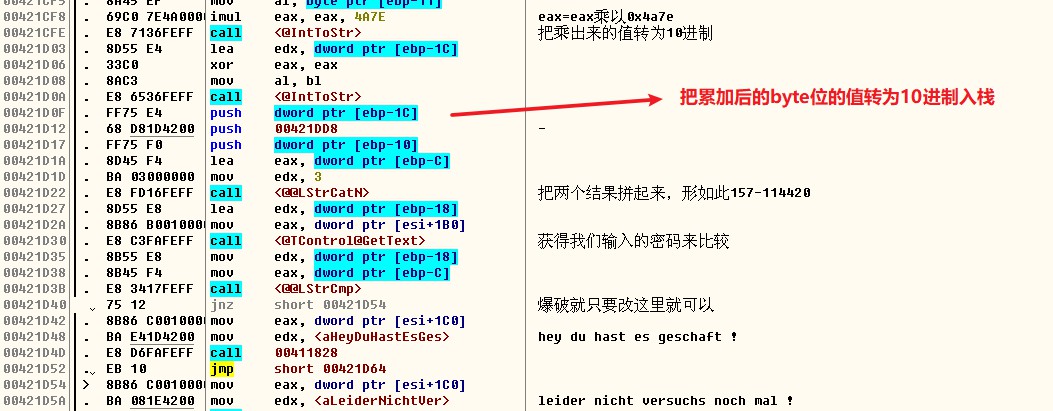 00421CF5 . 8A45 EF mov al, byte ptr [ebp-11]
00421CF8 . 69C0 7E4A0000 imul eax, eax, 4A7E eax=eax乘以0x4a7e
00421CFE . E8 7136FEFF call <@IntToStr> 把乘出来的值转为10进制
00421D03 . 8D55 E4 lea edx, dword ptr [ebp-1C]
00421D06 . 33C0 xor eax, eax
00421D08 . 8AC3 mov al, bl
00421D0A . E8 6536FEFF call <@IntToStr>
00421D0F . FF75 E4 push dword ptr [ebp-1C] 把累加后的byte位的值转为10进制入栈
00421D12 . 68 D81D4200 push 00421DD8 -
00421D17 . FF75 F0 push dword ptr [ebp-10]
00421D1A . 8D45 F4 lea eax, dword ptr [ebp-C]
00421D1D . BA 03000000 mov edx, 3
00421D22 . E8 FD16FEFF call <@@LStrCatN> 把两个结果拼起来，形如此157-114420
00421D27 . 8D55 E8 lea edx, dword ptr [ebp-18]
00421D2A . 8B86 B0010000 mov eax, dword ptr [esi+1B0]
00421D30 . E8 C3FAFEFF call <@TControl@GetText> 获得我们输入的密码来比较
00421D35 . 8B55 E8 mov edx, dword ptr [ebp-18]
00421D38 . 8B45 F4 mov eax, dword ptr [ebp-C]
00421D3B . E8 3417FEFF call <@@LStrCmp>
00421D40 .ˇ 75 12 jnz short 00421D54 爆破就只要改这里就可以
00421D42 . 8B86 C0010000 mov eax, dword ptr [esi+1C0]
00421D48 . BA E41D4200 mov edx, <aHeyDuHastEsGes> hey du hast es geschaft !
00421D4D . E8 D6FAFEFF call 00411828
00421D52 .ˇ EB 10 jmp short 00421D64
00421D54 > 8B86 C0010000 mov eax, dword ptr [esi+1C0]
00421D5A . BA 081E4200 mov edx, <aLeiderNichtVer> leider nicht versuchs noch mal !